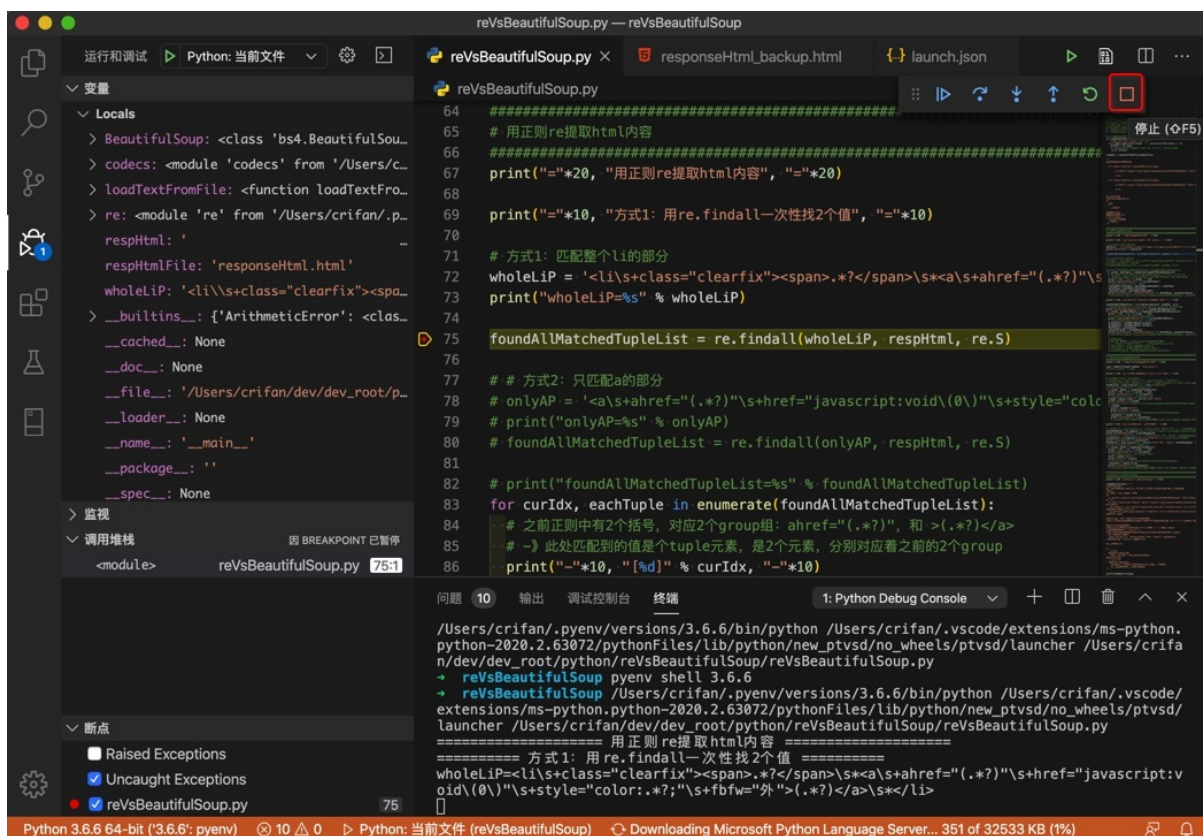 reVsBeautifulSoup.py — reVsBeautifulSoup
运行和调试 Python: 当前文件
变量
Locals
BeautifulSoup: <class 'bs4.BeautifulSou…
codecs: <module 'codecs' from '/Users/c…
loadTextFromFile: <function loadTextFro…
re: <module 're' from '/Users/crifan/.p…
respHtml: ' …
respHtmlFile: 'responseHtml.html'
wholeLiP: '<li\\s+class="clearfix"><spa…
__builtins__: {'ArithmeticError': <clas…
__cached__: None
__doc__: None
__file__: '/Users/crifan/dev/dev_root/p…
__loader__: None
__name__: '__main__'
__package__: ''
__spec__: None
监视
调用堆栈 因 BREAKPOINT 已暂停
<module> reVsBeautifulSoup.py 75:1
断点
Raised Exceptions
Uncaught Exceptions
reVsBeautifulSoup.py 75
1
reVsBeautifulSoup.py responseHtml_backup.html launch.json
reVsBeautifulSoup.py
停止 (⇧F5)
64 ################################################################
65 # 用正则re提取html内容
66 ################################################################
67 print("="*20, "用正则re提取html内容", "="*20)
68
69 print("="*10, "方式1: 用re.findall一次性找2个值", "="*10)
70
71 # 方式1: 匹配整个li的部分
72 wholeLiP = '<li\s+class="clearfix"><span>.*?</span>\s*<a\s+ahref="(.*?)"\s
73 print("wholeLiP=%s" % wholeLiP)
74
75 foundAllMatchedTupleList = re.findall(wholeLiP, respHtml, re.S)
76
77 # # 方式2: 只匹配a的部分
78 # onlyAP = '<a\s+ahref="(.*?)"\s+href="javascript:void\(0\)"\s+style="colo
79 # print("onlyAP=%s" % onlyAP)
80 # foundAllMatchedTupleList = re.findall(onlyAP, respHtml, re.S)
81
82 # print("foundAllMatchedTupleList=%s" % foundAllMatchedTupleList)
83 for curIdx, eachTuple in enumerate(foundAllMatchedTupleList):
84 # 之前正则中有2个括号，对应2个group组: ahref="(.*?)", 和 >(.*?)</a>
85 # -》此处匹配到的值是个tuple元素，是2个元素，分别对应着之前的2个group
86 print("-"*10, "[%d]" % curIdx, "-"*10)
问题 10 输出 调试控制台 终端 1: Python Debug Console
/Users/crifan/.pyenv/versions/3.6.6/bin/python /Users/crifan/.vscode/extensions/ms-python.
python-2020.2.63072/pythonFiles/lib/python/new_ptvsd/no_wheels/ptvsd/launcher /Users/crifa
n/dev/dev_root/python/reVsBeautifulSoup/reVsBeautifulSoup.py
→ reVsBeautifulSoup pyenv shell 3.6.6
→ reVsBeautifulSoup /Users/crifan/.pyenv/versions/3.6.6/bin/python /Users/crifan/.vscode/
extensions/ms-python.python-2020.2.63072/pythonFiles/lib/python/new_ptvsd/no_wheels/ptvsd/
launcher /Users/crifan/dev/dev_root/python/reVsBeautifulSoup/reVsBeautifulSoup.py
==================== 用正则re提取html内容 ====================
========== 方式1: 用re.findall一次性找2个值 ==========
wholeLiP=<li\s+class="clearfix"><span>.*?</span>\s*<a\s+ahref="(.*?)"\s+href="javascript:v
oid\(0\)"\s+style="color:.*?;"\s+fbfw="外">(.*?)</a>\s*</li>
Python 3.6.6 64-bit ('3.6.6': pyenv) 10 0 Python: 当前文件 (reVsBeautifulSoup) Downloading Microsoft Python Language Server... 351 of 32533 KB (1%)